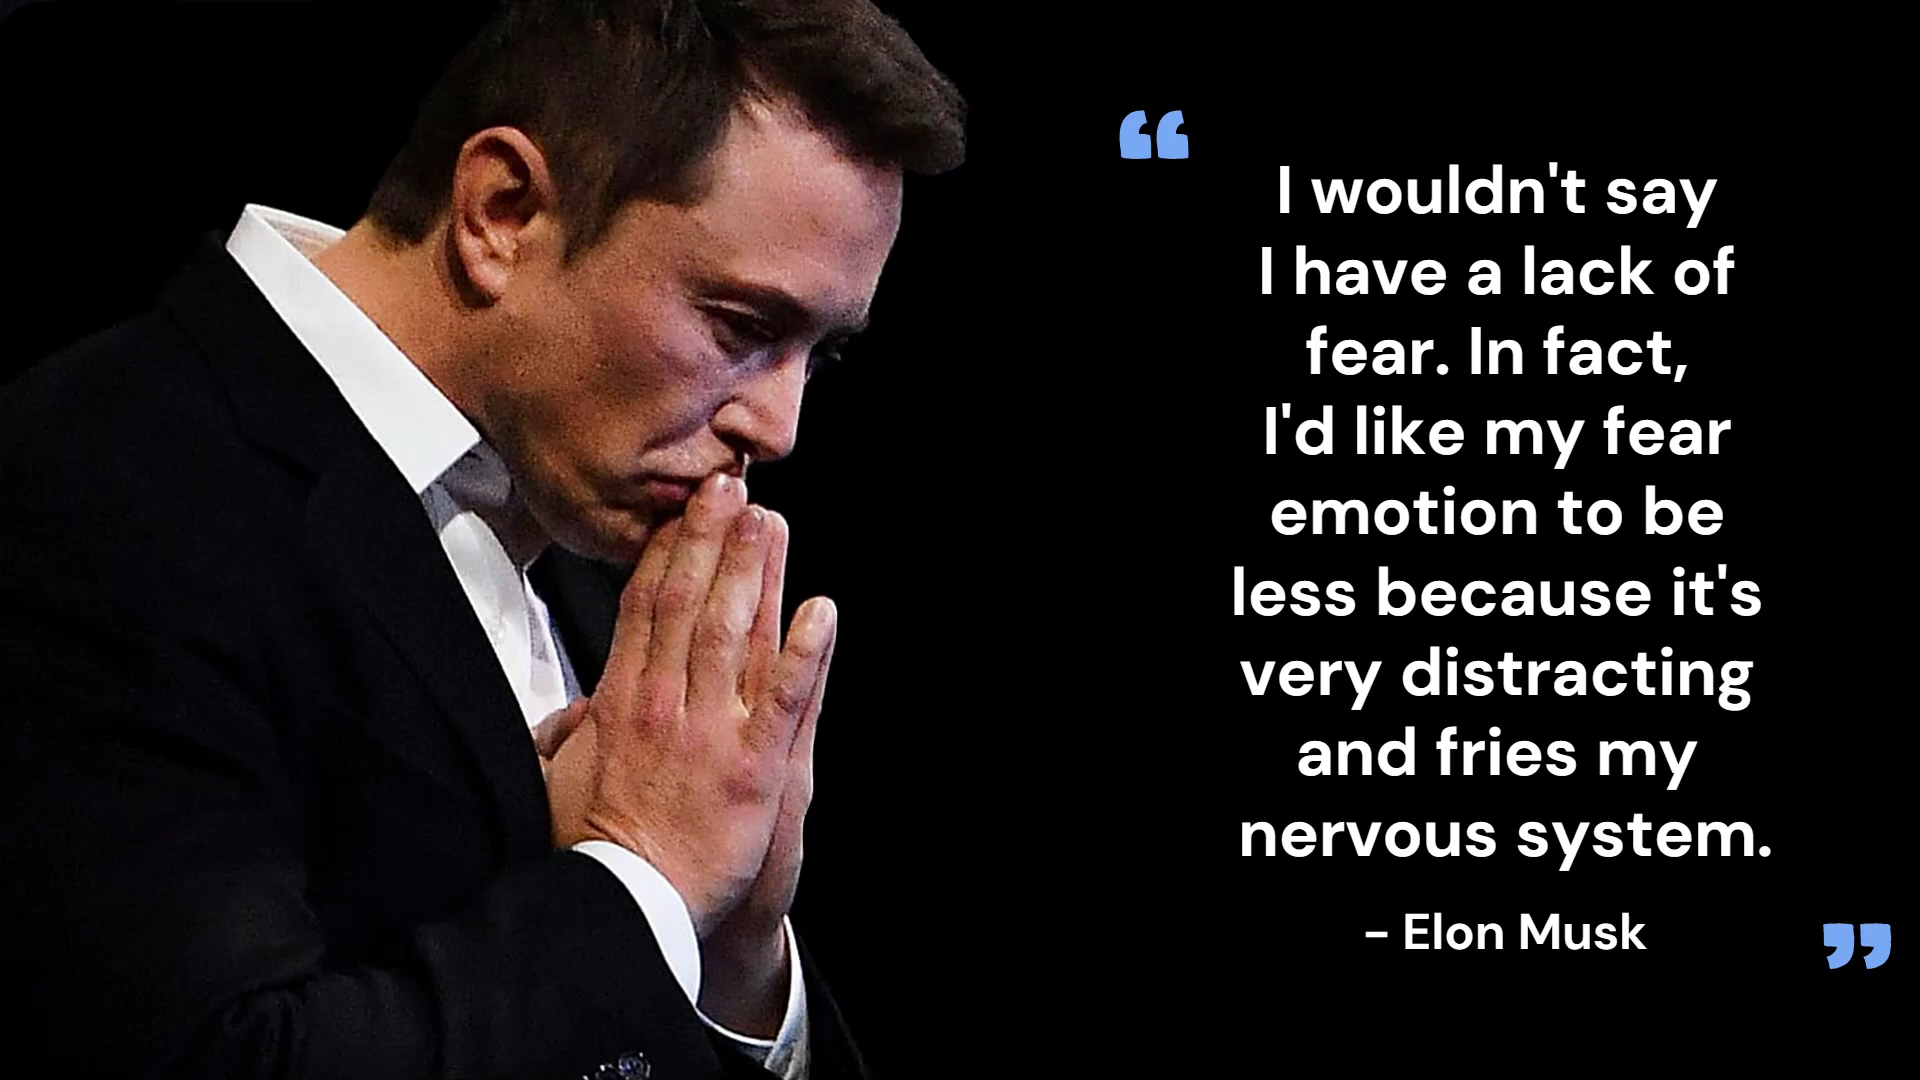 “
I wouldn't say
I have a lack of
fear. In fact,
I'd like my fear
emotion to be
less because it's
very distracting
and fries my
nervous system.
– Elon Musk
”